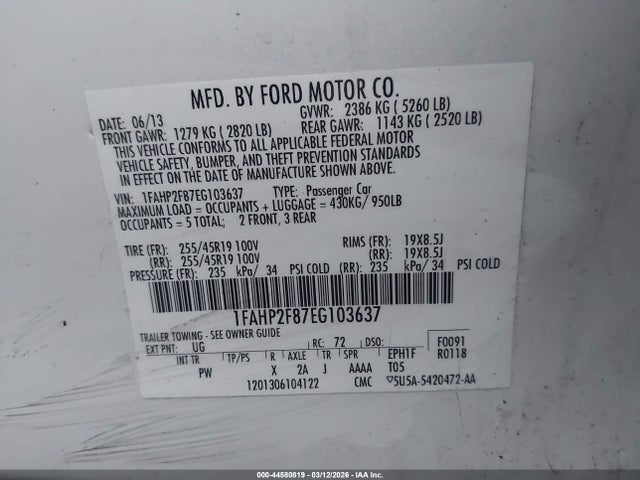 MFD. BY FORD MOTOR CO.
DATE: 06/13 GVWR: 2386 KG ( 5260 LB)
FRONT GAWR: 1279 KG ( 2820 LB) REAR GAWR: 1143 KG ( 2520 LB)
THIS VEHICLE CONFORMS TO ALL APPLICABLE FEDERAL MOTOR
VEHICLE SAFETY, BUMPER, AND THEFT PREVENTION STANDARDS
IN EFFECT ON THE DATE OF MANUFACTURE SHOWN ABOVE.
VIN: 1FAHP2F87EG103637 TYPE: Passenger Car
MAXIMUM LOAD = OCCUPANTS + LUGGAGE = 430KG/ 950LB
OCCUPANTS = 5 TOTAL; 2 FRONT, 3 REAR
TIRE (FR): 255/45R19 100V RIMS (FR): 19X8.5J
(RR): 255/45R19 100V (RR): 19X8.5J
PRESSURE (FR): 235 kPa/ 34 PSI COLD (RR): 235 kPa/ 34 PSI COLD
1FAHP2F87EG103637
TRAILER TOWING - SEE OWNER GUIDE
EXT PNT: UG RC: 72 DSO: F0091
INT TR TP/PS R AXLE TR SPR EPH1F R0118
PW X 2A J AAAA T05
1201306104122 CMC 5U5A-5420472-AA
000-44580819 | 03/12/2026 | IAA Inc.